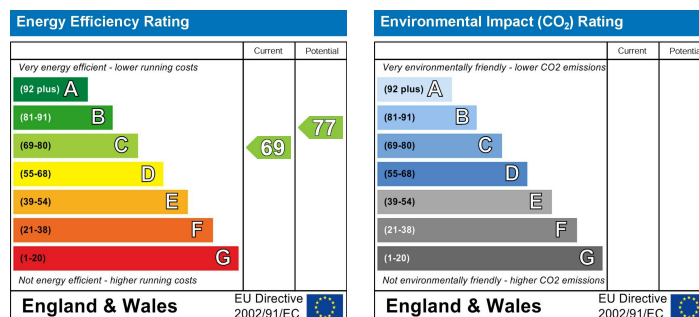 Energy Efficiency Rating
Current Potential
Very energy efficient - lower running costs
(92 plus) A
(81-91) B
77
(69-80) C
69
(55-68) D
(39-54) E
(21-38) F
(1-20) G
Not energy efficient - higher running costs
England & Wales
EU Directive
2002/91/EC
Environmental Impact (CO₂) Rating
Current Potential
Very environmentally friendly - lower CO2 emissions
(92 plus) A
(81-91) B
(69-80) C
(55-68) D
(39-54) E
(21-38) F
(1-20) G
Not environmentally friendly - higher CO2 emissions
England & Wales
EU Directive
2002/91/EC